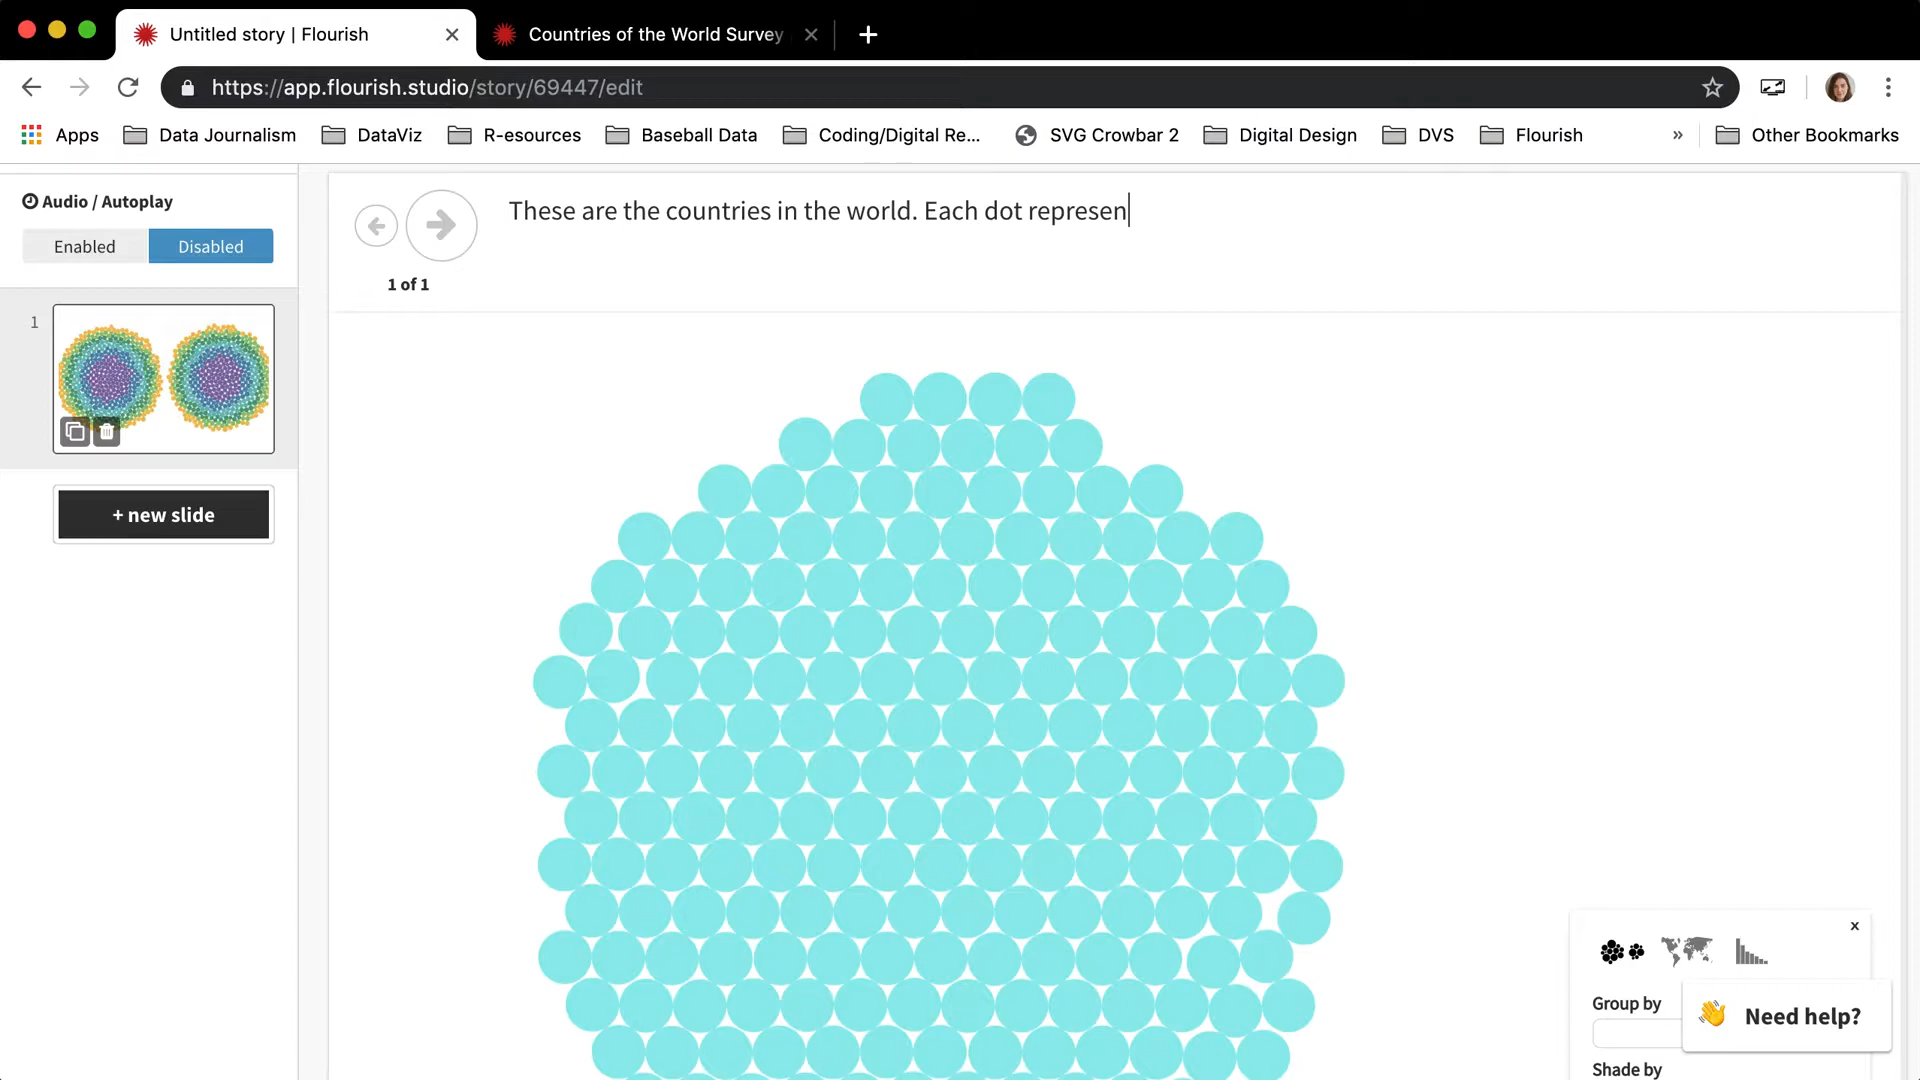 Untitled story | Flourish
Countries of the World Survey
https://app.flourish.studio/story/69447/edit
Apps
Data Journalism
DataViz
R-esources
Baseball Data
Coding/Digital Re...
SVG Crowbar 2
Digital Design
DVS
Flourish
»
Other Bookmarks
Audio / Autoplay
Enabled
Disabled
1
+ new slide
These are the countries in the world. Each dot represen
1 of 1
x
Group by
Need help?
Shade by